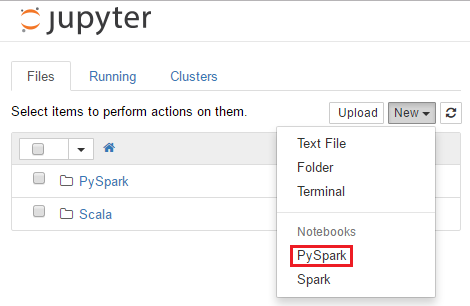 jupyter
Files Running Clusters
Select items to perform actions on them. Upload New
Text File
Folder
Terminal
Notebooks
PySpark
Spark
PySpark
Scala